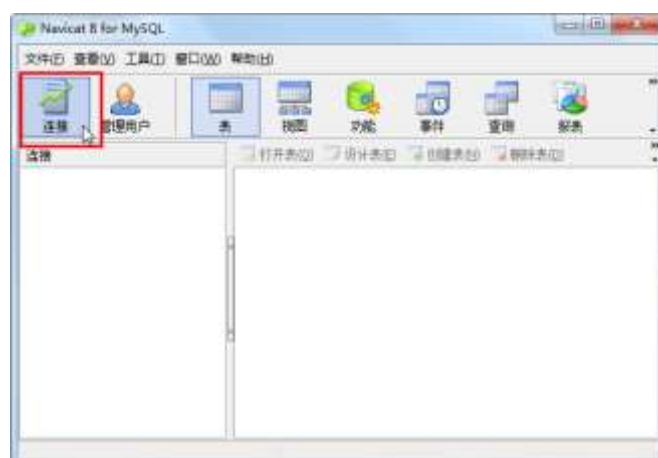 Navicat 8 for MySQL
文件(F) 查看(V) 工具(T) 窗口(W) 帮助(H)
连接 管理用户 表 视图 功能 事件 查询 报表
连接 打开表(O) 设计表(E) 创建表(N) 删除表(D)